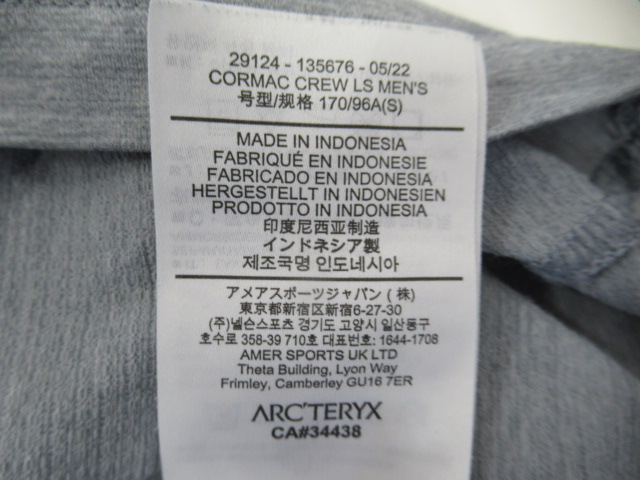 29124 - 135676 - 05/22
CORMAC CREW LS MEN'S
号型/规格 170/96A(S)
MADE IN INDONESIA
FABRIQUÉ EN INDONESIE
FABRICADO EN INDONESIA
HERGESTELLT IN INDONESIEN
PRODOTTO IN INDONESIA
印度尼西亚制造
インドネシア製
제조국명 인도네시아
アメアスポーツジャパン (株)
東京都新宿区新宿6-27-30
(주)넬슨스포츠 경기도 고양시 일산동구
호수로 358-39 710호 대표번호: 1644-1708
AMER SPORTS UK LTD
Theta Building, Lyon Way
Frimley, Camberley GU16 7ER
ARC'TERYX
CA#34438